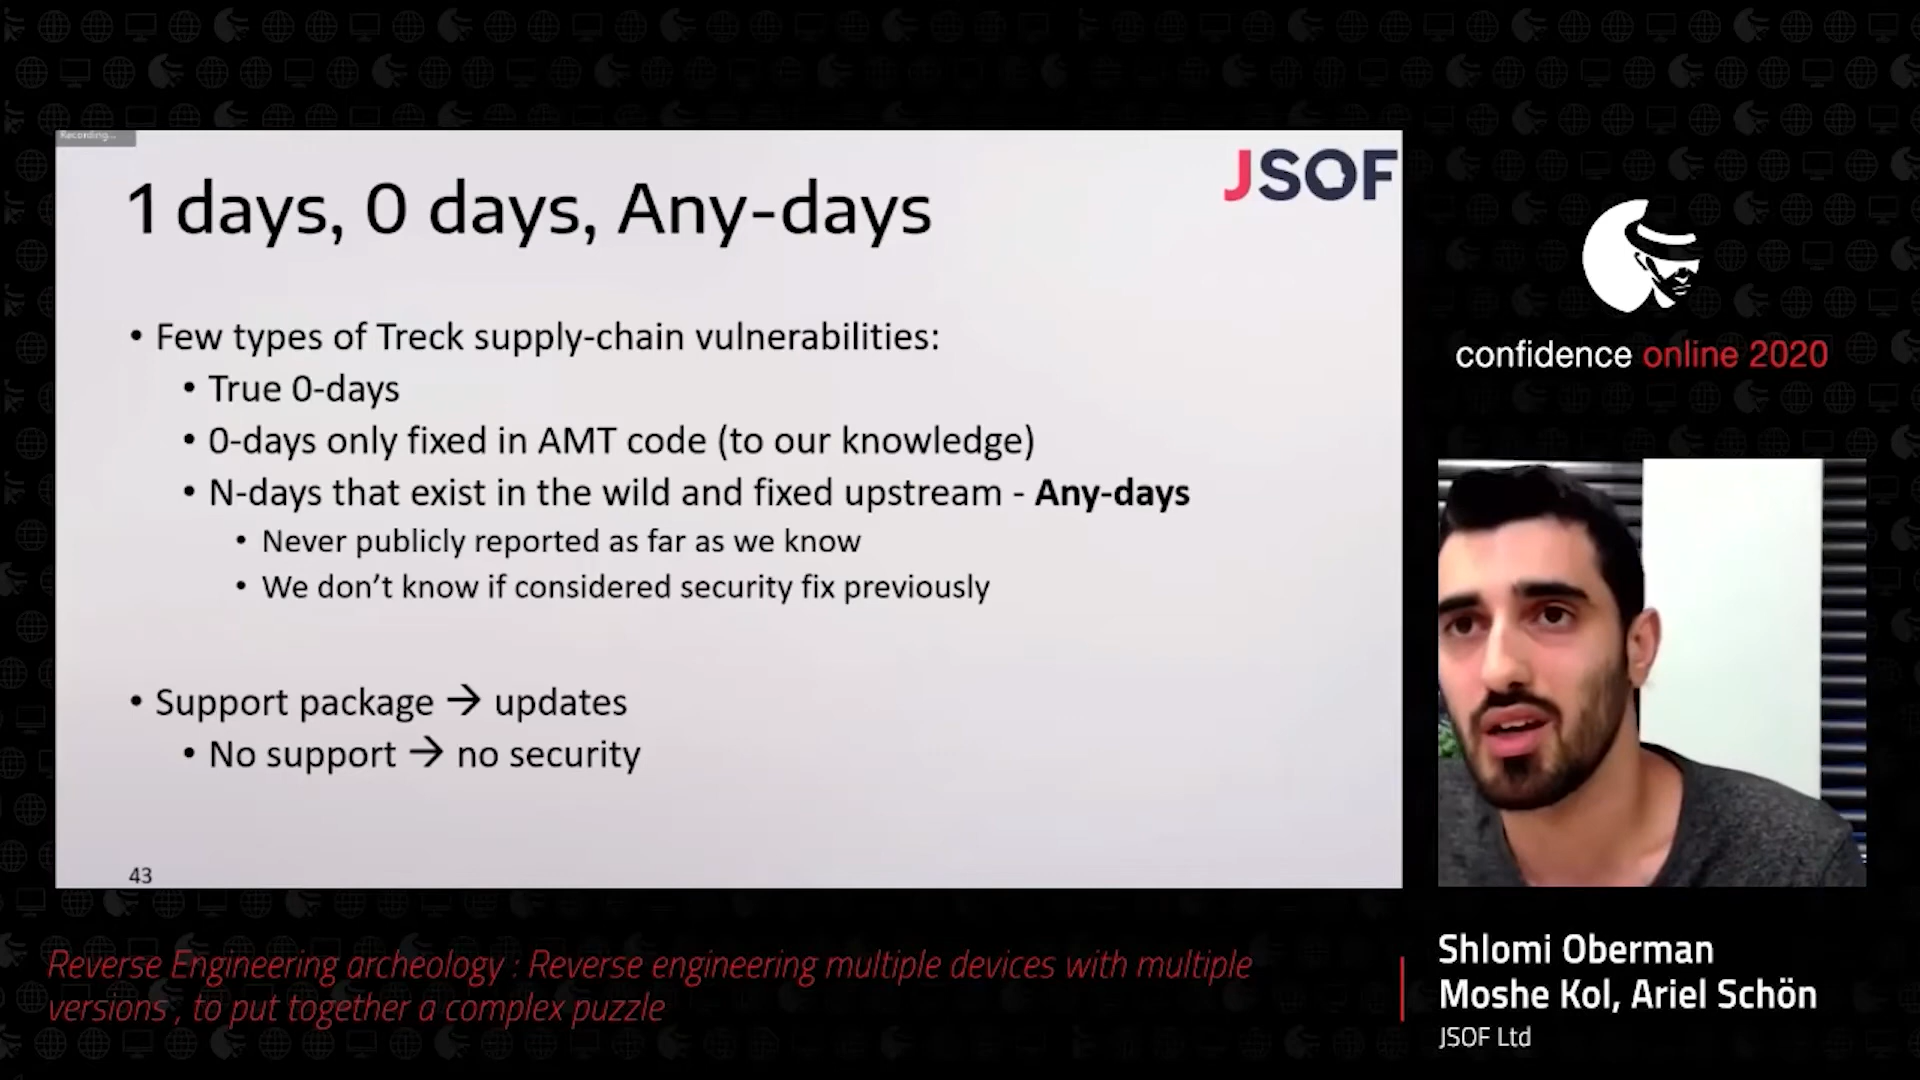 Recording...
JSOF
1 days, 0 days, Any-days
• Few types of Treck supply-chain vulnerabilities:
• True 0-days
• 0-days only fixed in AMT code (to our knowledge)
• N-days that exist in the wild and fixed upstream - Any-days
• Never publicly reported as far as we know
• We don't know if considered security fix previously
• Support package → updates
• No support → no security
43
confidence online 2020
Reverse Engineering archeology : Reverse engineering multiple devices with multiple
versions , to put together a complex puzzle
Shlomi Oberman
Moshe Kol, Ariel Schön
JSOF Ltd